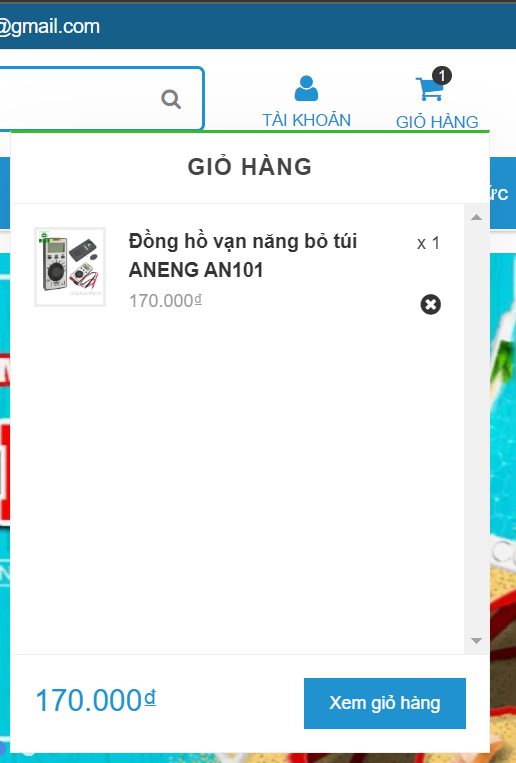 @gmail.com
1
TÀI KHOẢN
GIỎ HÀNG
GIỎ HÀNG
Đồng hồ vạn năng bỏ túi
ANENG AN101
x 1
170.000₫
170.000₫
Xem giỏ hàng